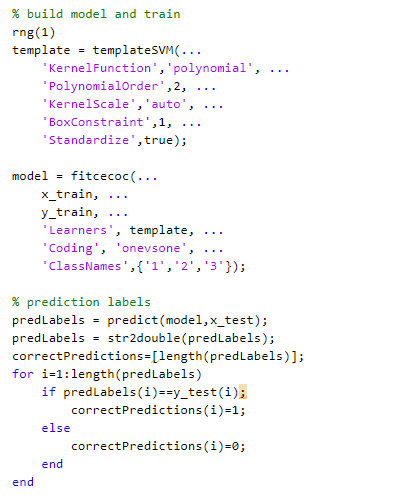 % build model and train
rng(1)
template = templateSVM(...
    'KernelFunction','polynomial', ...
    'PolynomialOrder',2, ...
    'KernelScale','auto', ...
    'BoxConstraint',1, ...
    'Standardize',true);

model = fitcecoc(...
    x_train, ...
    y_train, ...
    'Learners', template, ...
    'Coding', 'onevsone', ...
    'ClassNames',{'1','2','3'});

% prediction labels
predLabels = predict(model,x_test);
predLabels = str2double(predLabels);
correctPredictions=[length(predLabels)];
for i=1:length(predLabels)
    if predLabels(i)==y_test(i);
        correctPredictions(i)=1;
    else
        correctPredictions(i)=0;
    end
end